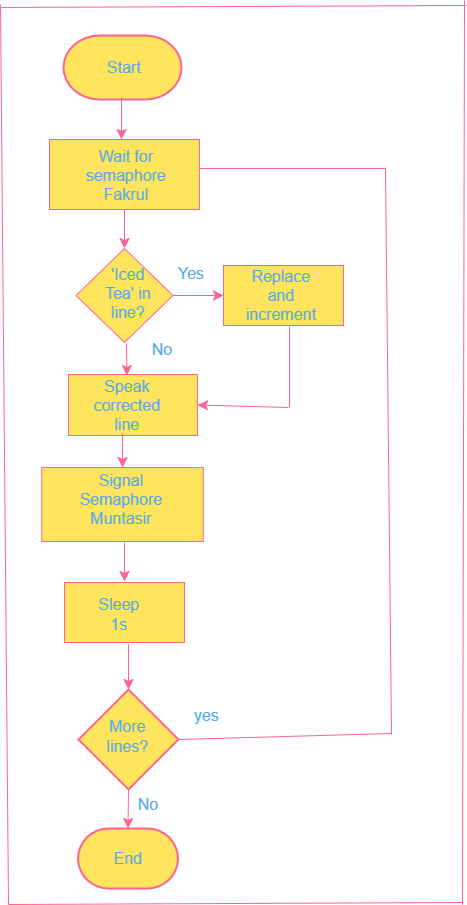 Start
Wait for
semaphore
Fakrul
'Iced
Tea' in
line?
Yes
Replace
and
increment
No
Speak
corrected
line
Signal
Semaphore
Muntasir
Sleep
1s
More
lines?
yes
No
End